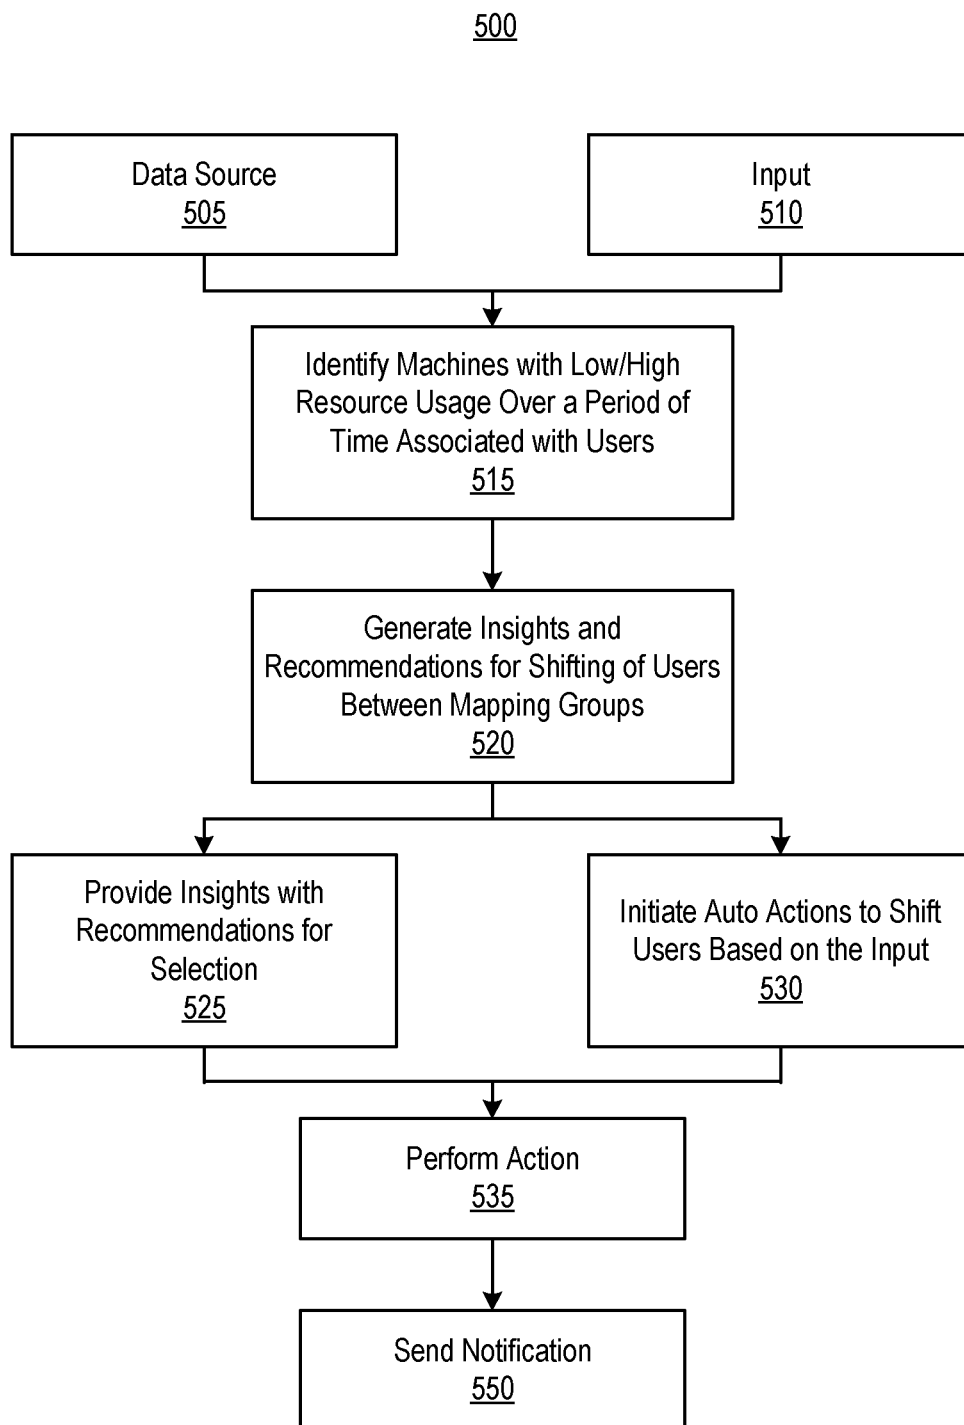 500
Data Source
505
Input
510
Identify Machines with Low/High
Resource Usage Over a Period of
Time Associated with Users
515
Generate Insights and
Recommendations for Shifting of Users
Between Mapping Groups
520
Provide Insights with
Recommendations for
Selection
525
Initiate Auto Actions to Shift
Users Based on the Input
530
Perform Action
535
Send Notification
550